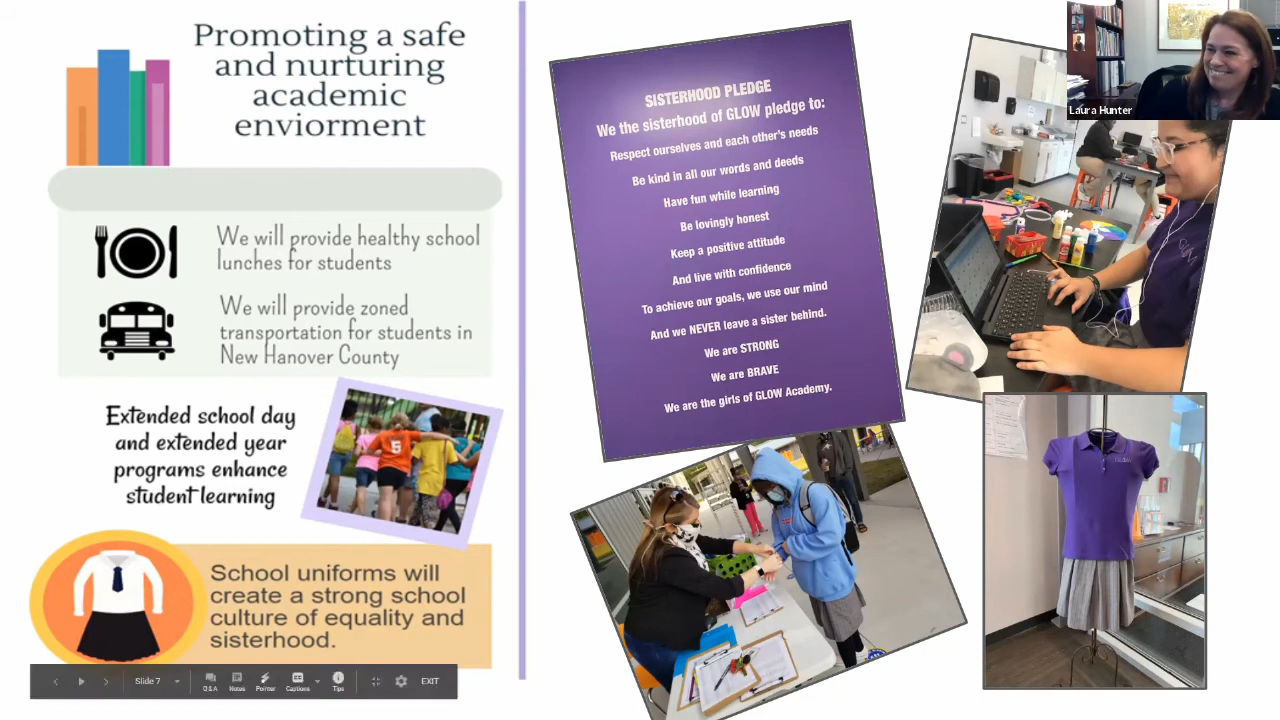 Promoting a safe
and nurturing
academic
enviorment
We will provide healthy school
lunches for students
We will provide zoned
transportation for students in
New Hanover County
Extended school day
and extended year
programs enhance
student learning
5
School uniforms will
create a strong school
culture of equality and
sisterhood.
Slide 7
Q&A
Notes
Pointer
Captions
Tips
EXIT
SISTERHOOD PLEDGE
We the sisterhood of GLOW pledge to:
Respect ourselves and each other's needs
Be kind in all our words and deeds
Have fun while learning
Be lovingly honest
Keep a positive attitude
And live with confidence
To achieve our goals, we use our mind
And we NEVER leave a sister behind.
We are STRONG
We are BRAVE
We are the girls of GLOW Academy.
Laura Hunter